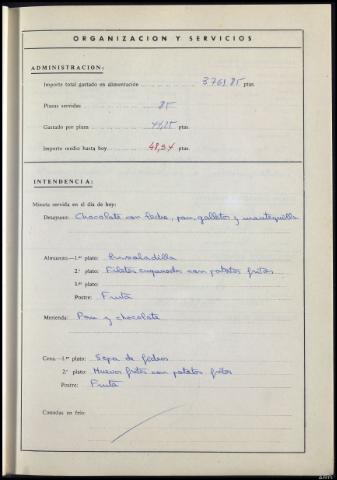 ORGANIZACION Y SERVICIOS
ADMINISTRACION:
Importe total gastado en alimentación 3.761,85 ptas.
Plazas servidas 85
Gastado por plaza 44,25 ptas.
Importe medio hasta hoy 48,54 ptas.
INTENDENCIA:
Minuta servida en el día de hoy:
Desayuno: Chocolate con leche, pan, galletas y mantequilla
Almuerzo—1.er plato: Ensaladilla
2.º plato: Filetes empanados con patatas fritas
3.er plato:
Postre: Fruta
Merienda: Pan y chocolate
Cena—1.er plato: Sopa de fideos
2.º plato: Huevos fritos con patatas fritas
Postre: Fruta
Comidas en frío: